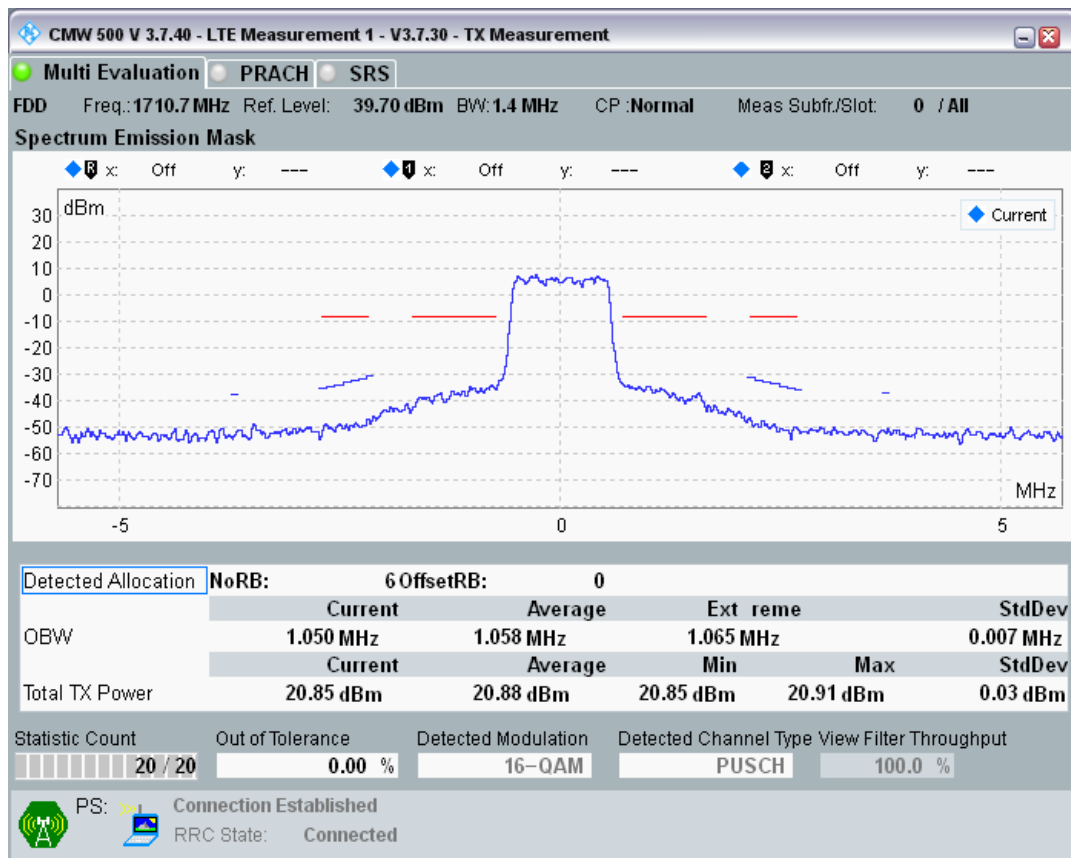 CMW 500 V 3.7.40 - LTE Measurement 1 - V3.7.30 - TX Measurement
Multi Evaluation PRACH SRS
FDD Freq.:1710.7 MHz Ref. Level: 39.70 dBm BW:1.4 MHz CP :Normal Meas Subfr./Slot: 0 / All
Spectrum Emission Mask
R x: Off y: --- 1 x: Off y: --- 2 x: Off y: ---
dBm
Current
30
20
10
0
-10
-20
-30
-40
-50
-60
-70
MHz
-5 0 5
Detected Allocation NoRB: 6 OffsetRB: 0
Current Average Ext reme StdDev
OBW 1.050 MHz 1.058 MHz 1.065 MHz 0.007 MHz
Current Average Min Max StdDev
Total TX Power 20.85 dBm 20.88 dBm 20.85 dBm 20.91 dBm 0.03 dBm
Statistic Count Out of Tolerance Detected Modulation Detected Channel Type View Filter Throughput
20 / 20 0.00 % 16-QAM PUSCH 100.0 %
PS: Connection Established
RRC State: Connected